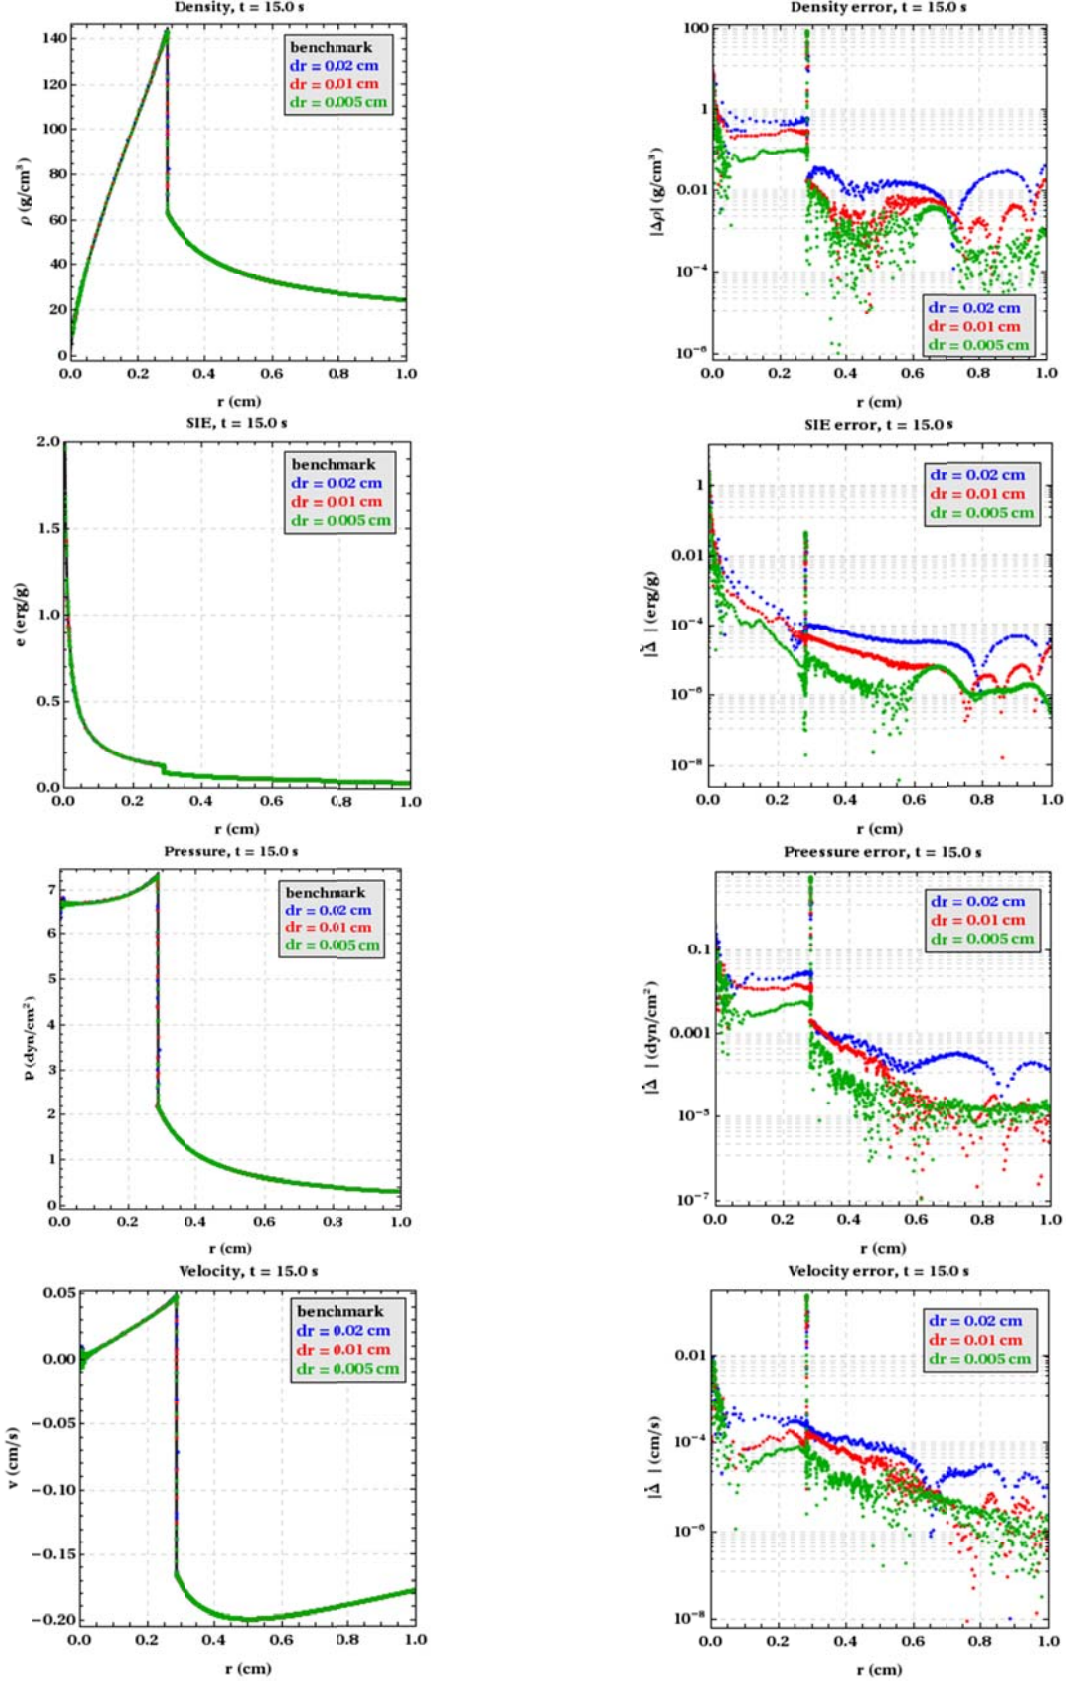 Density, t = 15.0 s
benchmark
dr = 0.02 cm
dr = 0.01 cm
dr = 0.005 cm
140
120
100
80
60
40
20
0
ρ (g/cm³)
0.0 0.2 0.4 0.6 0.8 1.0
r (cm)
Density error, t = 15.0 s
100
1
0.01
10⁻⁴
10⁻⁶
|Δρ| (g/cm³)
dr = 0.02 cm
dr = 0.01 cm
dr = 0.005 cm
0.0 0.2 0.4 0.6 0.8 1.0
r (cm)
SIE, t = 15.0 s
benchmark
dr = 0.02 cm
dr = 0.01 cm
dr = 0.005 cm
2.0
1.5
1.0
0.5
0.0
e (erg/g)
0.0 0.2 0.4 0.6 0.8 1.0
r (cm)
SIE error, t = 15.0 s
dr = 0.02 cm
dr = 0.01 cm
dr = 0.005 cm
1
0.01
10⁻⁴
10⁻⁶
10⁻⁸
|Δ | (erg/g)
0.0 0.2 0.4 0.6 0.8 1.0
r (cm)
Pressure, t = 15.0 s
benchmark
dr = 0.02 cm
dr = 0.01 cm
dr = 0.005 cm
7
6
5
4
3
2
1
0
p (dyn/cm²)
0.0 0.2 0.4 0.6 0.8 1.0
r (cm)
Preessure error, t = 15.0 s
dr = 0.02 cm
dr = 0.01 cm
dr = 0.005 cm
0.1
0.001
10⁻⁵
10⁻⁷
|Δ | (dyn/cm²)
0.0 0.2 0.4 0.6 0.8 1.0
r (cm)
Velocity, t = 15.0 s
benchmark
dr = 0.02 cm
dr = 0.01 cm
dr = 0.005 cm
0.05
0.00
−0.05
−0.10
−0.15
−0.20
v (cm/s)
0.0 0.2 0.4 0.6 0.8 1.0
r (cm)
Velocity error, t = 15.0 s
dr = 0.02 cm
dr = 0.01 cm
dr = 0.005 cm
0.01
10⁻⁴
10⁻⁶
10⁻⁸
|Δ | (cm/s)
0.0 0.2 0.4 0.6 0.8 1.0
r (cm)